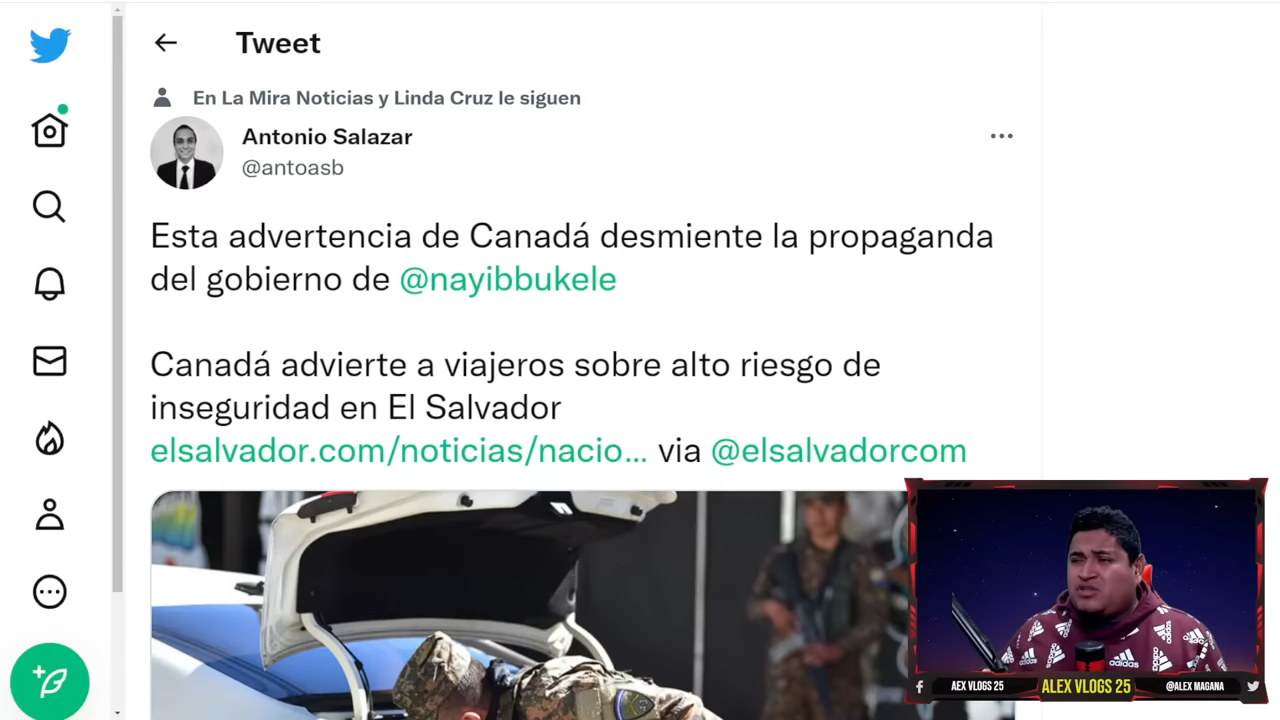 Tweet
En La Mira Noticias y Linda Cruz le siguen
Antonio Salazar
@antoasb
Esta advertencia de Canadá desmiente la propaganda
del gobierno de @nayibbukele
Canadá advierte a viajeros sobre alto riesgo de
inseguridad en El Salvador
elsalvador.com/noticias/nacio... via @elsalvadorcom
adidas
adidas
AEX VLOGS 25
ALEX VLOGS 25
@ALEX MAGANA